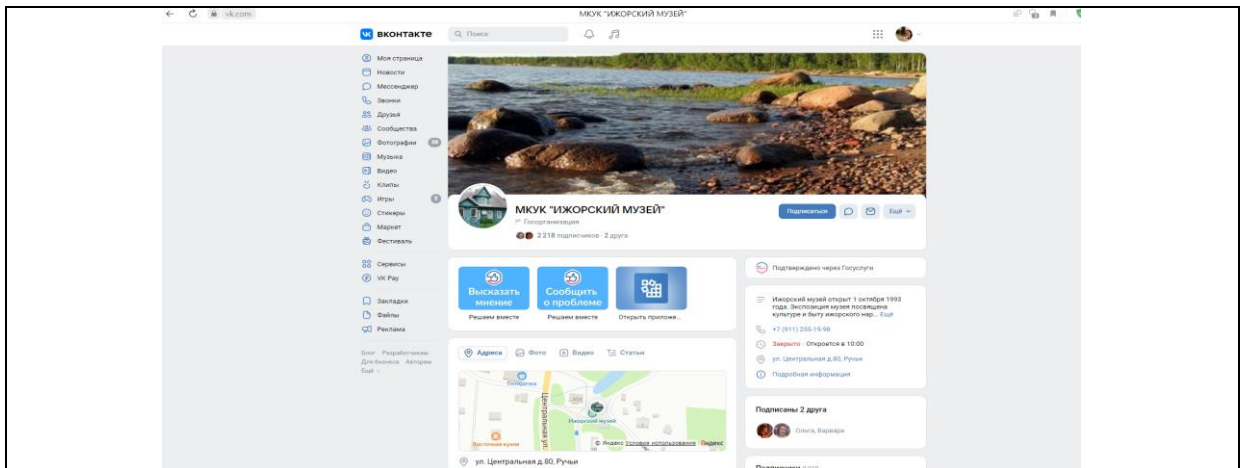 vk.com
МКУК "ИЖОРСКИЙ МУЗЕЙ"
вконтакте
Поиск
Моя страница
Новости
Мессенджер
Звонки
Друзья
Сообщества
Фотографии
Музыка
Видео
Клипы
Игры
Стикеры
Маркет
Фестиваль
Сервисы
VK Pay
Закладки
Файлы
Реклама
Блог Разработчикам
Для бизнеса Авторам
Ещё
МКУК "ИЖОРСКИЙ МУЗЕЙ"
Госорганизация
2 218 подписчиков · 2 друга
Подписаться
Ещё
Высказать мнение
Решаем вместе
Сообщить о проблеме
Решаем вместе
Открыть приложе...
Адреса Фото Видео Статьи
Пятёрочка
Центральная ул.
Ижорский музей
Восточная кухня
© Яндекс Условия использования Яндекс
ул. Центральная д.80, Ручьи
Подтверждено через Госуслуги
Ижорский музей открыт 1 октября 1993
года. Экспозиция музея посвящена
культуре и быту ижорского нар... Ещё
+7 (911) 255-19-98
Закрыто · Откроется в 10:00
ул. Центральная д.80, Ручьи
Подробная информация
Подписаны 2 друга
Ольга, Варвара